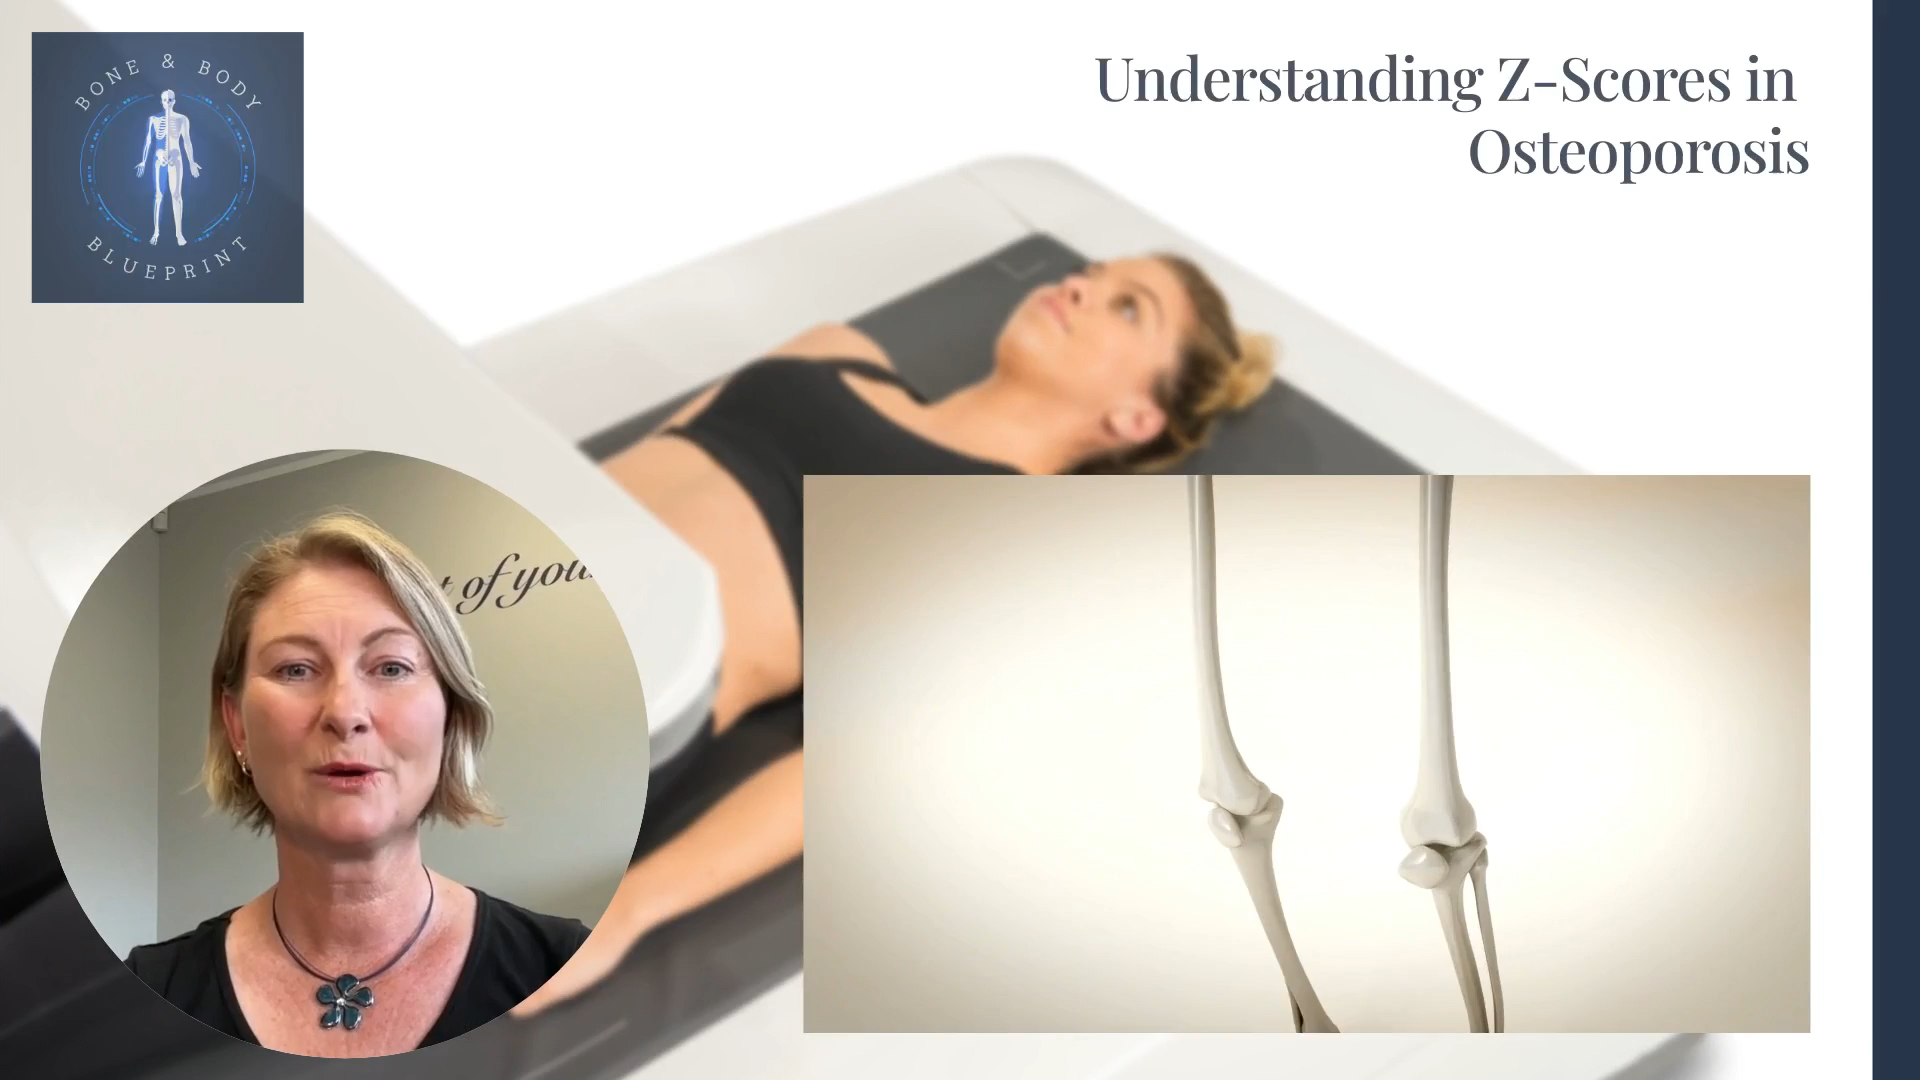 BONE & BODY
BLUEPRINT
Understanding Z-Scores in
Osteoporosis
of you